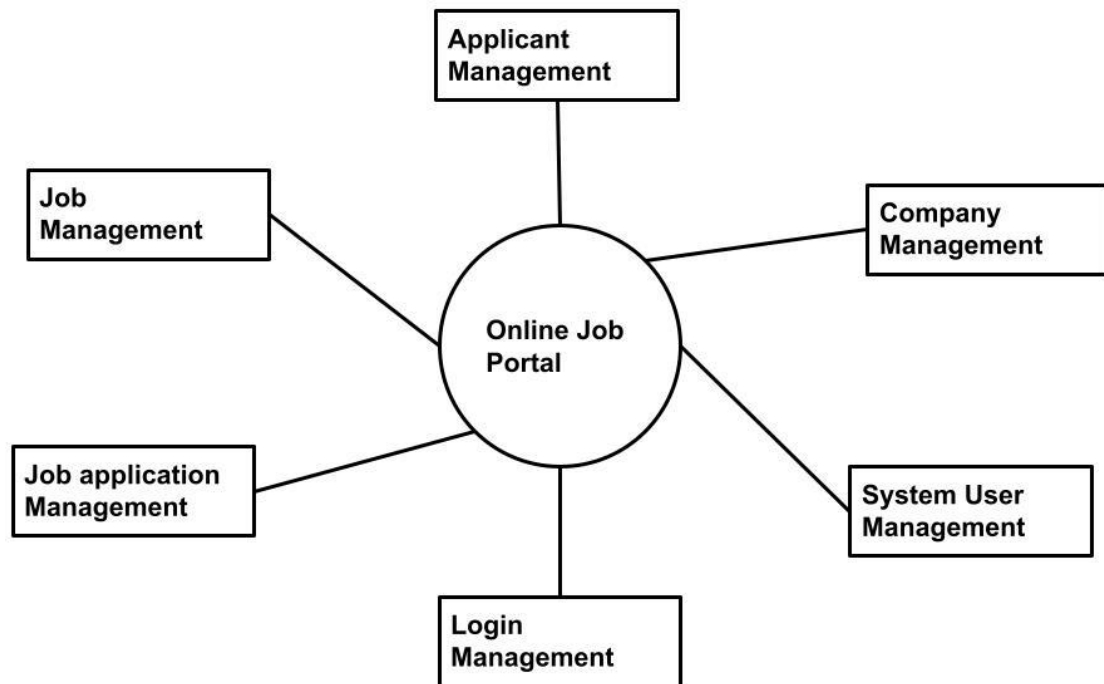 Applicant
Management
Job
Management
Company
Management
Online Job
Portal
Job application
Management
System User
Management
Login
Management